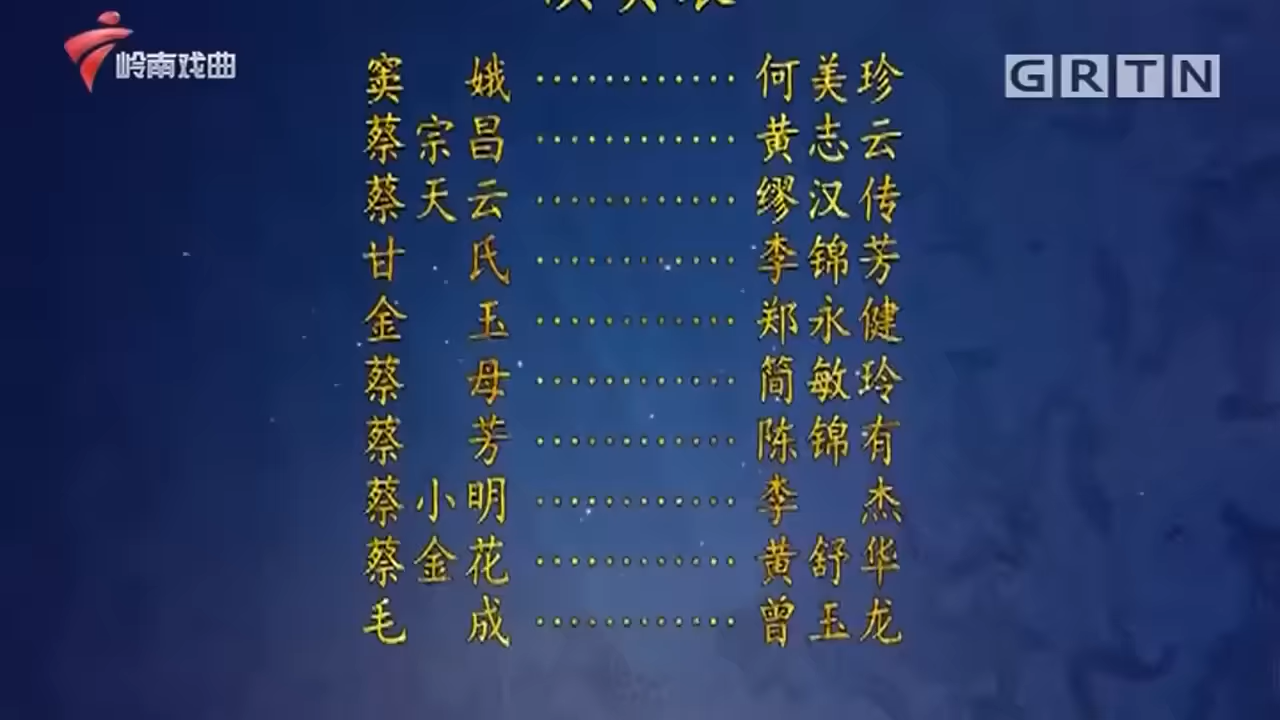 岭南戏曲
GRTN
窦 娥 ············ 何美珍
蔡宗昌 ············ 黄志云
蔡天云 ············ 缪汉传
甘 氏 ············ 李锦芳
金 玉 ············ 郑永健
蔡 母 ············ 简敏玲
蔡 芳 ············ 陈锦有
蔡小明 ············ 李 杰
蔡金花 ············ 黄舒华
毛 成 ············ 曾玉龙